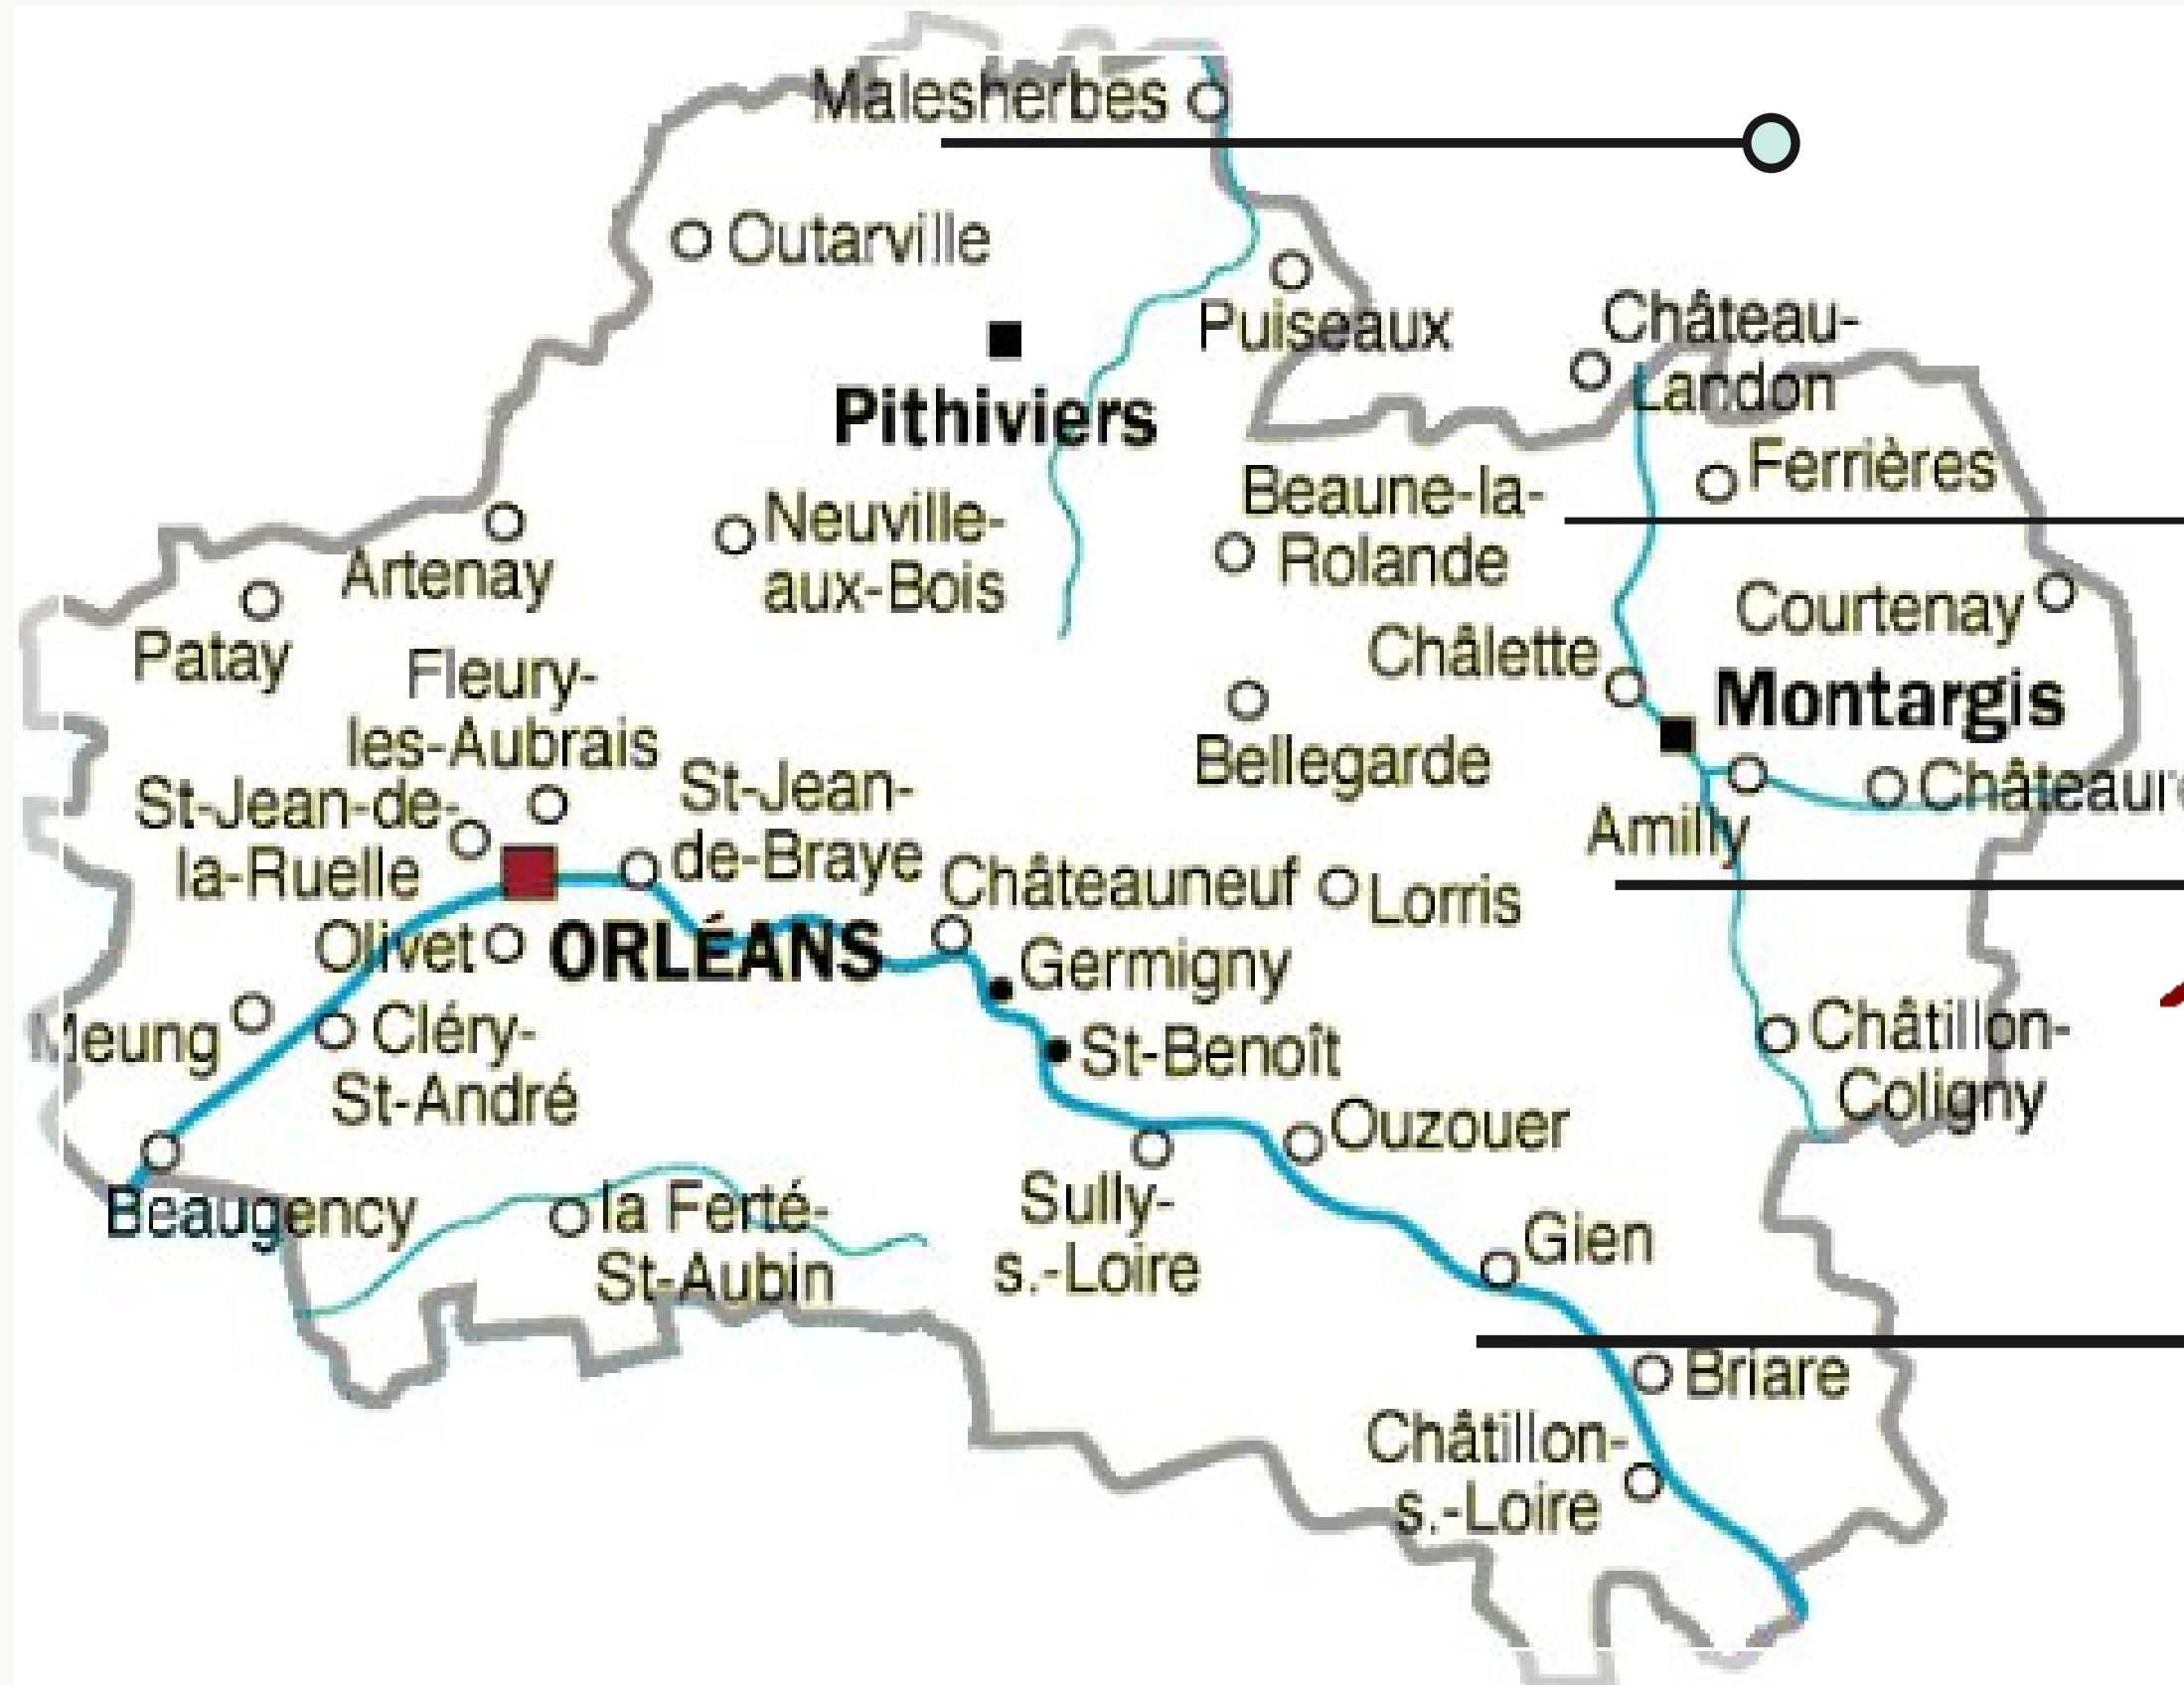 Malesherbes
Outarville
Puiseaux
Château-
Landon
Pithiviers
Ferrières
Beaune-la-
Rolande
Neuville-
aux-Bois
Artenay
Courtenay
Patay
Châlette
Fleury-
les-Aubrais
Montargis
Bellegarde
St-Jean-de-
la-Ruelle
St-Jean-
de-Braye
Amilly
Châteauneuf
Lorris
Olivet
ORLÉANS
Germigny
Meung
Cléry-
St-André
St-Benoît
Châtillon-
Coligny
Ouzouer
Beaugency
la Ferté-
St-Aubin
Sully-
s.-Loire
Gien
Briare
Châtillon-
s.-Loire